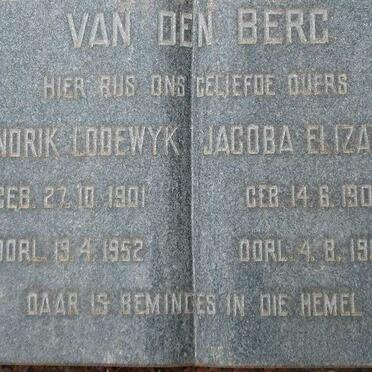 VAN DEN BERG
HIER RUS ONS GELIEFDE OUERS
NDRIK LODEWYK JACOBA ELIZA
GEB. 27.10.1901 GEB. 14.6.190
OORL. 19.4.1952 OORL. 4.8.19
DAAR IS BEMINDES IN DIE HEMEL